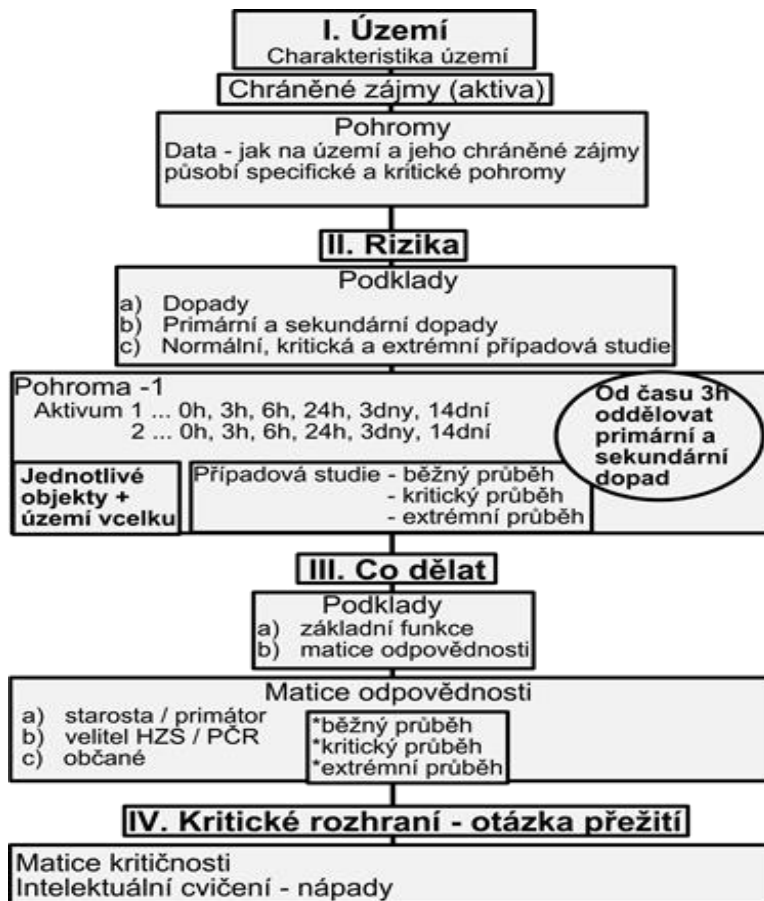 I. Území
Charakteristika území
Chráněné zájmy (aktiva)
Pohromy
Data - jak na území a jeho chráněné zájmy
působí specifické a kritické pohromy
II. Rizika
Podklady
a) Dopady
b) Primární a sekundární dopady
c) Normální, kritická a extrémní případová studie
Pohroma -1
Aktivum 1 ... 0h, 3h, 6h, 24h, 3dny, 14dní
2 ... 0h, 3h, 6h, 24h, 3dny, 14dní
Od času 3h
oddělovat
primární a
sekundární
dopad
Jednotlivé
objekty +
území vcelku
Případová studie - běžný průběh
- kritický průběh
- extrémní průběh
III. Co dělat
Podklady
a) základní funkce
b) matice odpovědnosti
Matice odpovědnosti
a) starosta / primátor
b) velitel HZS / PČR
c) občané
*běžný průběh
*kritický průběh
*extrémní průběh
IV. Kritické rozhraní - otázka přežití
Matice kritičnosti
Intelektuální cvičení - nápady